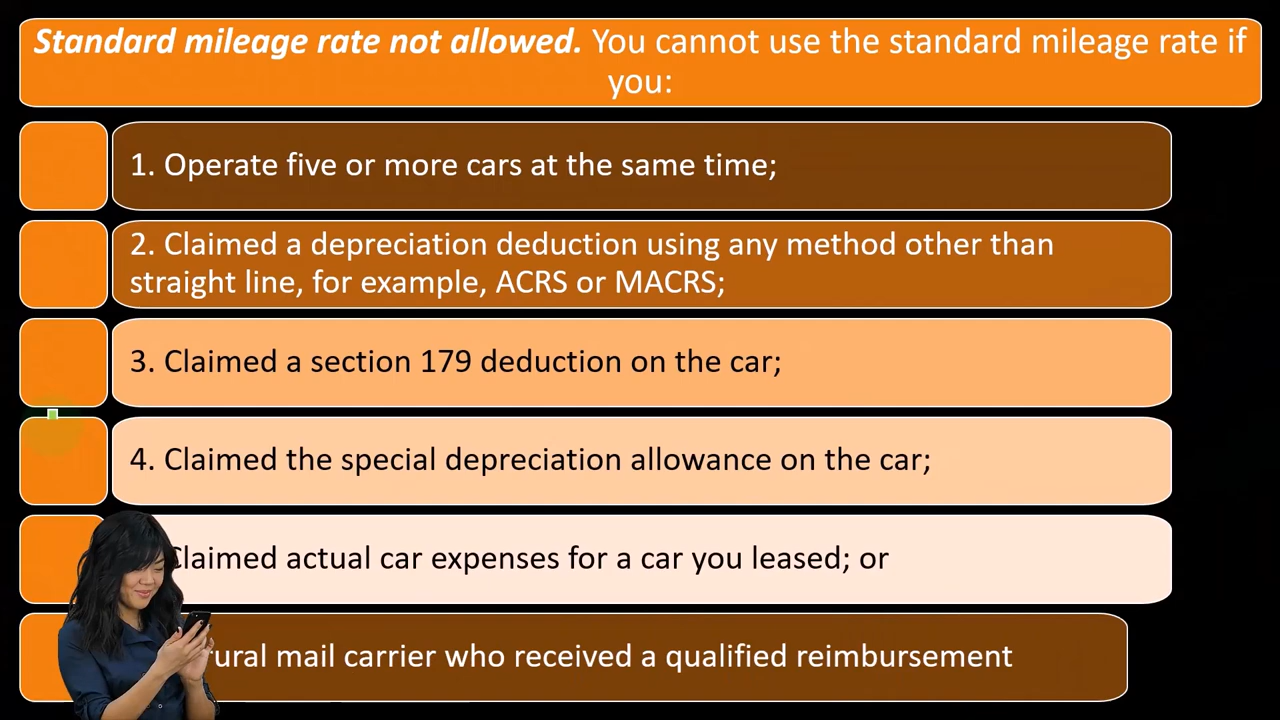 Standard mileage rate not allowed. You cannot use the standard mileage rate if
you:
1. Operate five or more cars at the same time;
2. Claimed a depreciation deduction using any method other than
straight line, for example, ACRS or MACRS;
3. Claimed a section 179 deduction on the car;
4. Claimed the special depreciation allowance on the car;
Claimed actual car expenses for a car you leased; or
rural mail carrier who received a qualified reimbursement